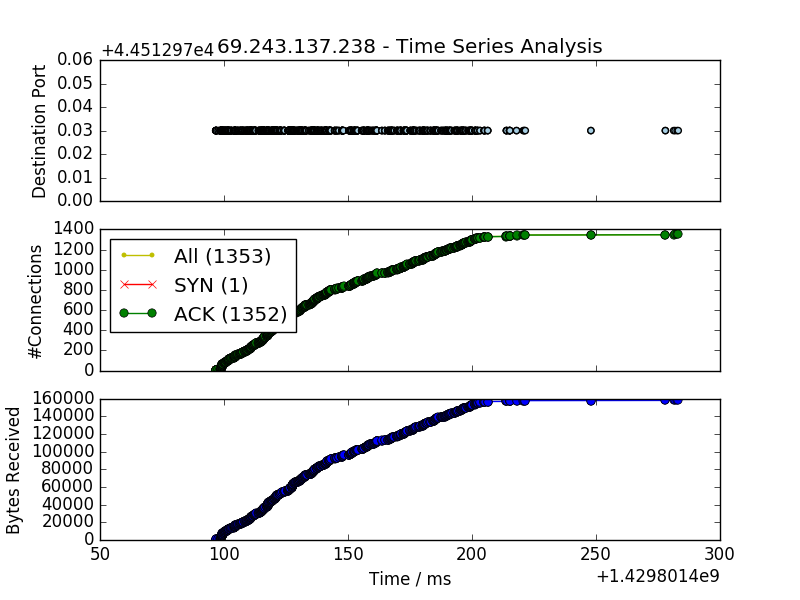 +4.451297e4
69.243.137.238 - Time Series Analysis
0.06
0.05
0.04
0.03
0.02
0.01
0.00
Destination Port
1400
1200
1000
800
600
400
200
0
#Connections
All (1353)
SYN (1)
ACK (1352)
160000
140000
120000
100000
80000
60000
40000
20000
0
Bytes Received
50 100 150 200 250 300
Time / ms
+1.4298014e9